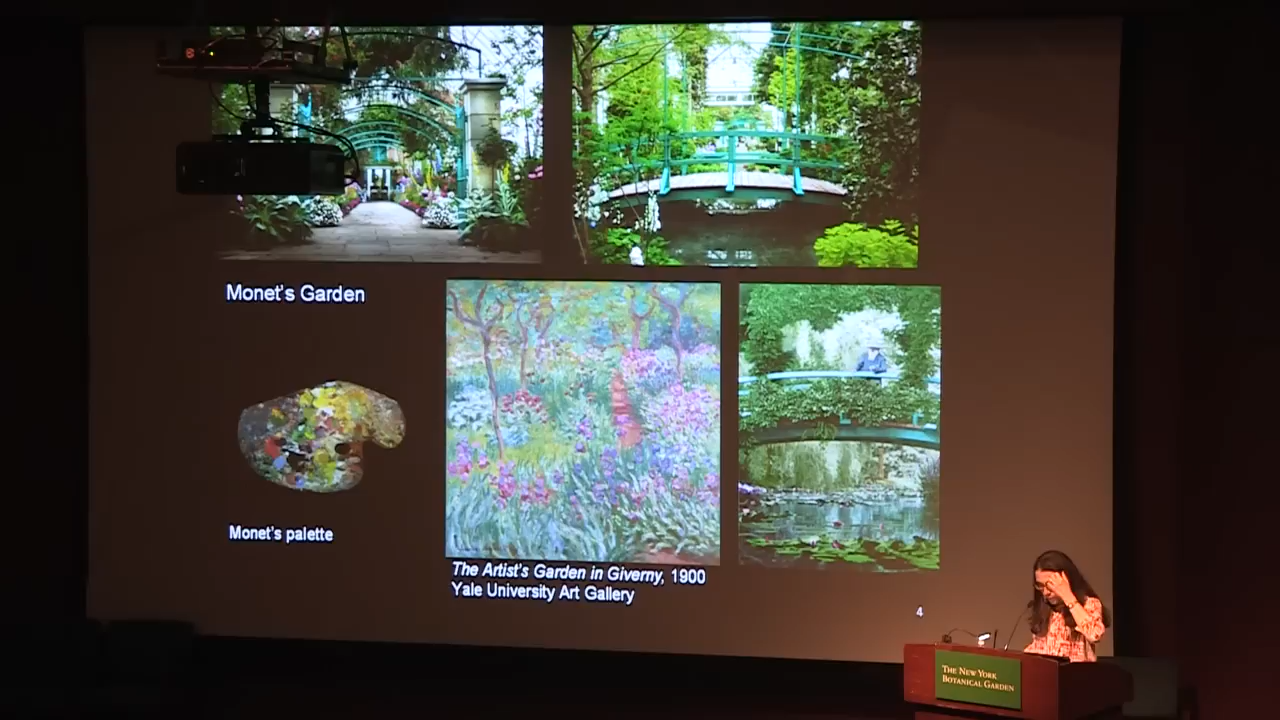 Monet's Garden
Monet's palette
The Artist's Garden in Giverny, 1900
Yale University Art Gallery
4
THE NEW YORK
BOTANICAL GARDEN